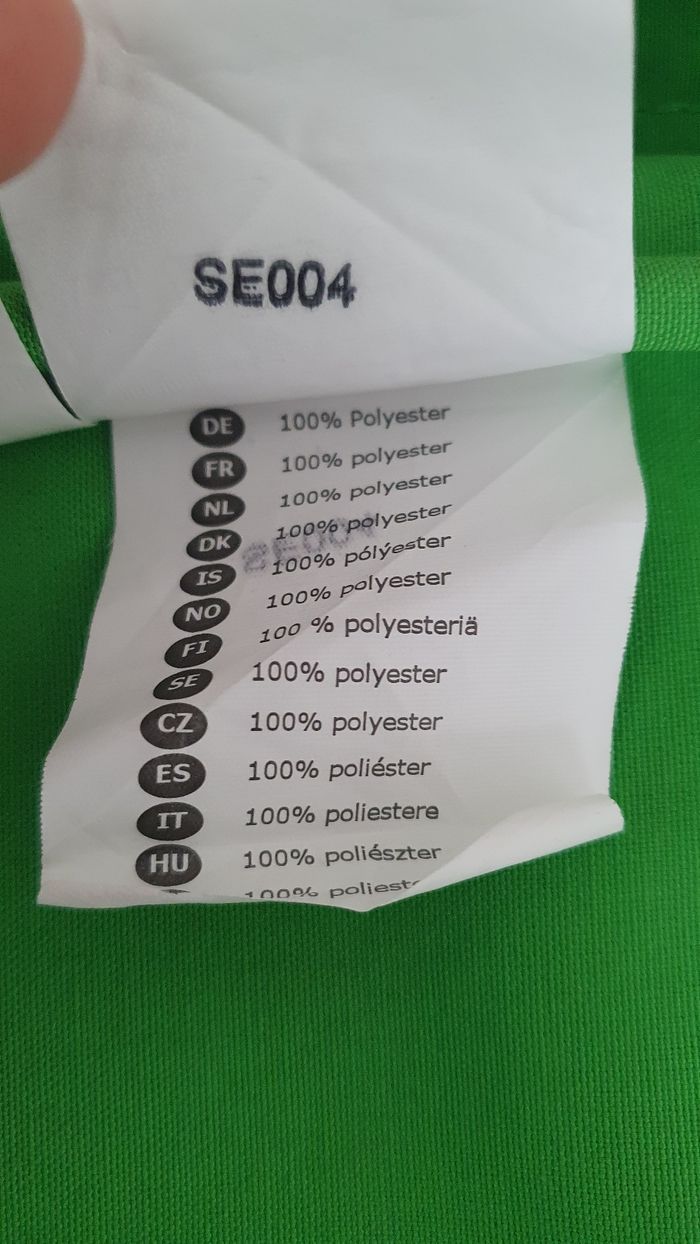 SE004
DE 100% Polyester
FR 100% polyester
NL 100% polyester
DK 100% polyester
IS 100% pólýester
NO 100% polyester
FI 100 % polyesteriä
SE 100% polyester
CZ 100% polyester
ES 100% poliéster
IT 100% poliestere
HU 100% poliészter
100%